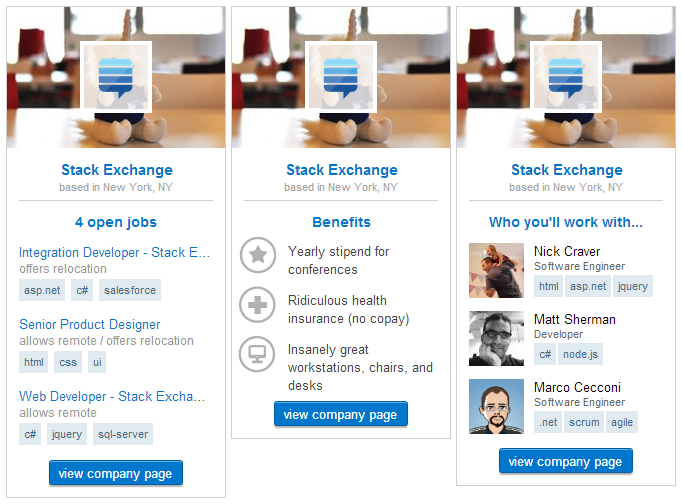 Stack Exchange
based in New York, NY
4 open jobs
Integration Developer - Stack E...
offers relocation
asp.net c# salesforce
Senior Product Designer
allows remote / offers relocation
html css ui
Web Developer - Stack Excha...
allows remote
c# jquery sql-server
view company page
Stack Exchange
based in New York, NY
Benefits
Yearly stipend for
conferences
Ridiculous health
insurance (no copay)
Insanely great
workstations, chairs, and
desks
view company page
Stack Exchange
based in New York, NY
Who you'll work with...
Nick Craver
Software Engineer
html asp.net jquery
Matt Sherman
Developer
c# node.js
Marco Cecconi
Software Engineer
.net scrum agile
view company page